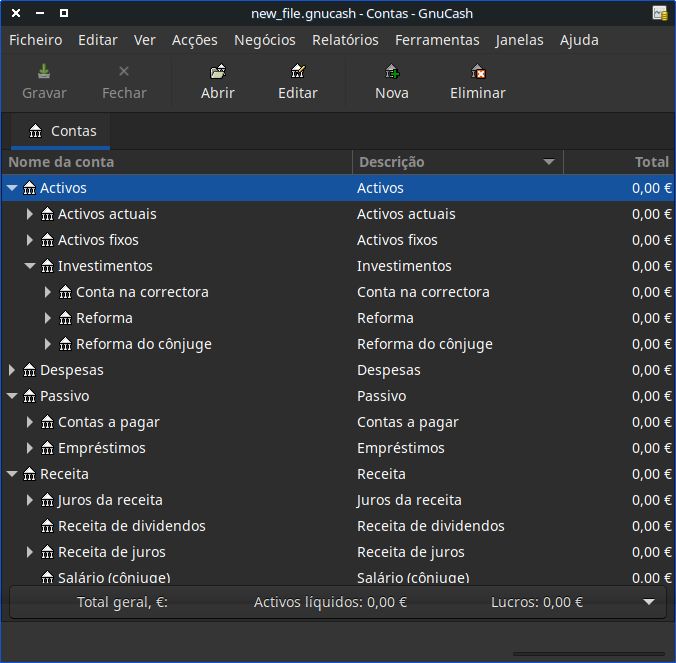 new_file.gnucash - Contas - GnuCash
Ficheiro Editar Ver Acções Negócios Relatórios Ferramentas Janelas Ajuda
Gravar Fechar Abrir Editar Nova Eliminar
Contas
Nome da conta Descrição Total
Activos Activos 0,00 €
Activos actuais Activos actuais 0,00 €
Activos fixos Activos fixos 0,00 €
Investimentos Investimentos 0,00 €
Conta na correctora Conta na correctora 0,00 €
Reforma Reforma 0,00 €
Reforma do cônjuge Reforma do cônjuge 0,00 €
Despesas Despesas 0,00 €
Passivo Passivo 0,00 €
Contas a pagar Contas a pagar 0,00 €
Empréstimos Empréstimos 0,00 €
Receita Receita 0,00 €
Juros da receita Juros da receita 0,00 €
Receita de dividendos Receita de dividendos 0,00 €
Receita de juros Receita de juros 0,00 €
Salário (cônjuge) Salário (cônjuge) 0,00 €
Total geral, €: Activos líquidos: 0,00 € Lucros: 0,00 €